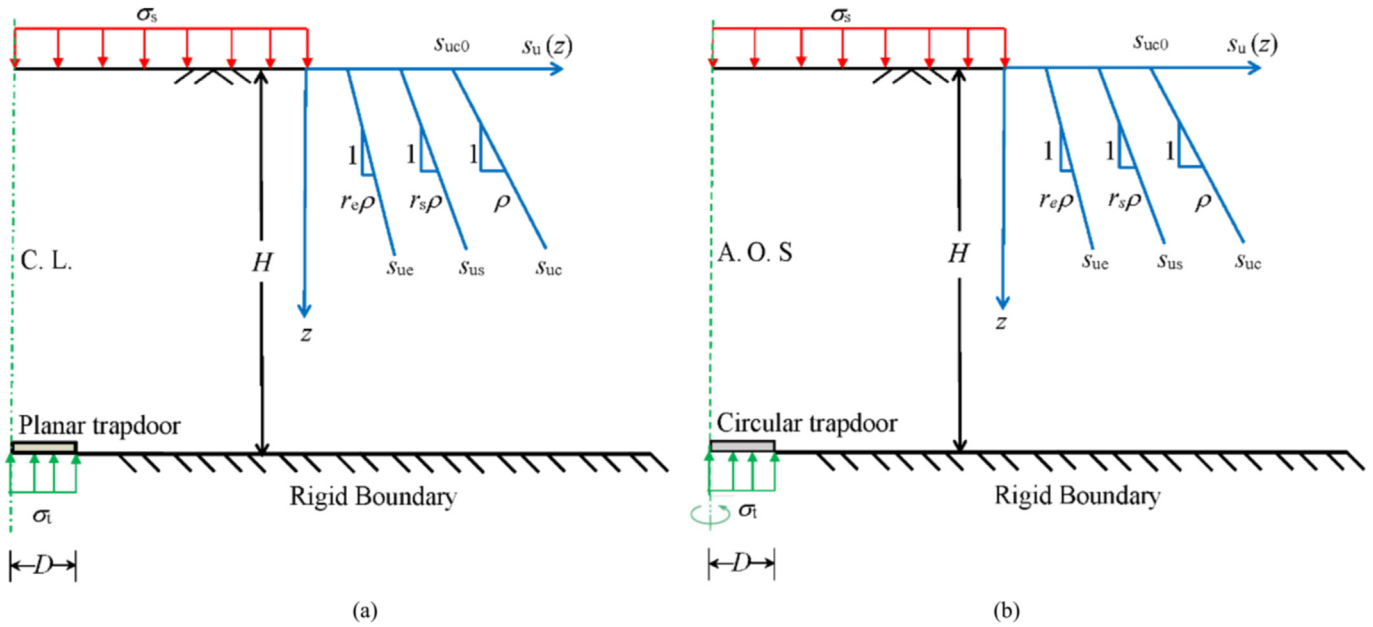 σs
suc0
su (z)
1
1
1
reρ
rsρ
ρ
C. L.
H
sue
sus
suc
z
Planar trapdoor
Rigid Boundary
σt
D
(a)
σs
suc0
su (z)
1
1
1
reρ
rsρ
ρ
A. O. S
H
sue
sus
suc
z
Circular trapdoor
Rigid Boundary
σt
D
(b)